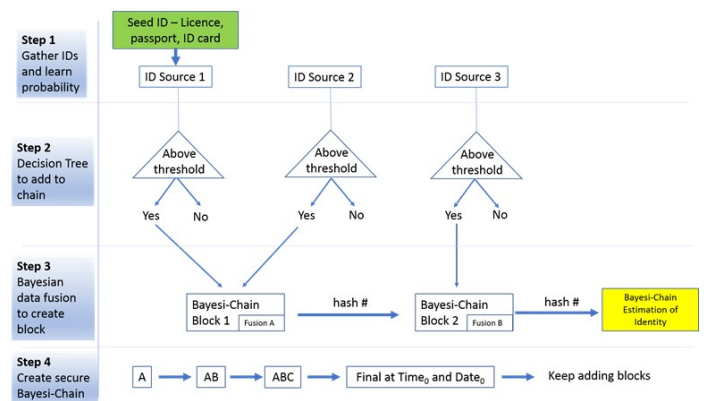 Step 1
Gather IDs
and learn
probability
Seed ID – Licence,
passport, ID card
ID Source 1
ID Source 2
ID Source 3
Step 2
Decision Tree
to add to
chain
Above
threshold
Above
threshold
Above
threshold
Yes
No
Yes
No
Yes
No
Step 3
Bayesian
data fusion
to create
block
Bayesi-Chain
Block 1
Fusion A
hash #
Bayesi-Chain
Block 2
Fusion B
hash #
Bayesi-Chain
Estimation of
Identity
Step 4
Create secure
Bayesi-Chain
A
AB
ABC
Final at Time₀ and Date₀
Keep adding blocks